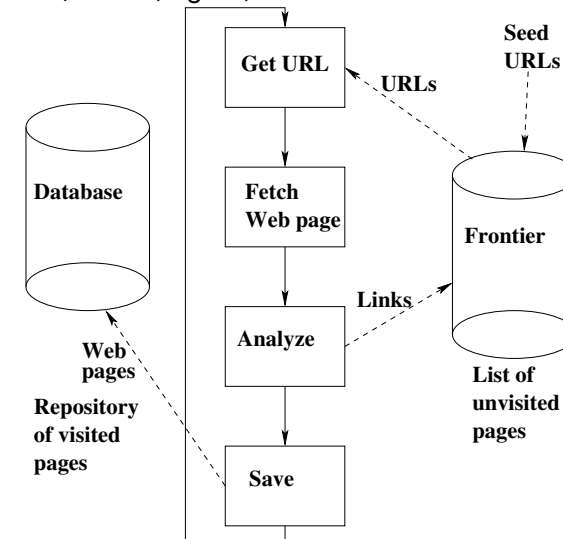 Get URL
Seed
URLs
URLs
Database
Fetch
Web page
Frontier
Links
Analyze
Web
pages
List of
unvisited
pages
Repository
of visited
pages
Save